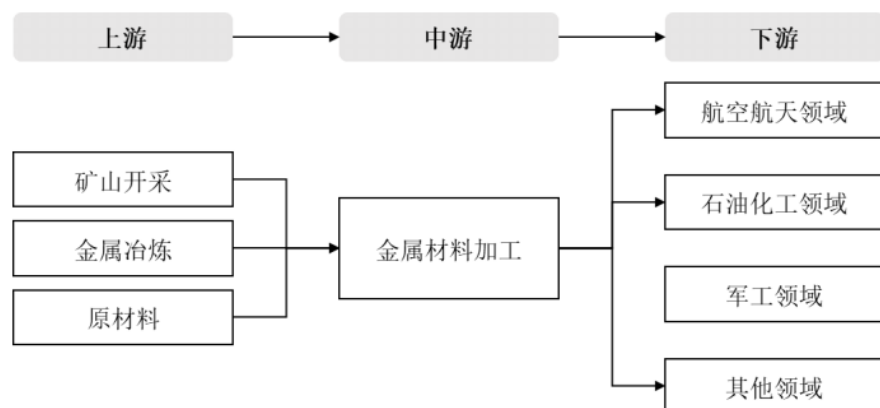 上游
中游
下游
航空航天领域
矿山开采
石油化工领域
金属冶炼
金属材料加工
军工领域
原材料
其他领域